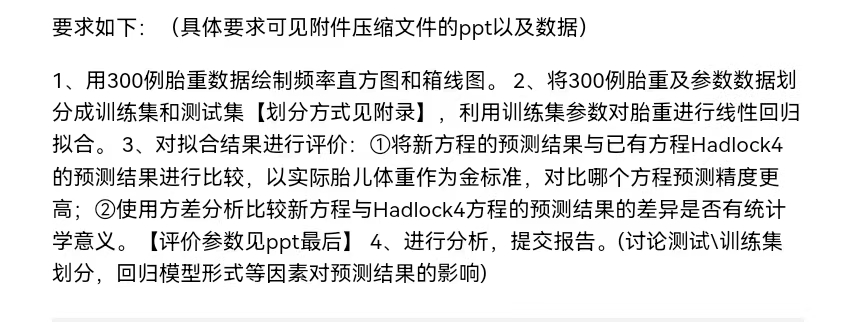 要求如下：（具体要求可见附件压缩文件的ppt以及数据）
1、用300例胎重数据绘制频率直方图和箱线图。 2、将300例胎重及参数数据划
分成训练集和测试集【划分方式见附录】，利用训练集参数对胎重进行线性回归
拟合。 3、对拟合结果进行评价：①将新方程的预测结果与已有方程Hadlock4
的预测结果进行比较，以实际胎儿体重作为金标准，对比哪个方程预测精度更
高；②使用方差分析比较新方程与Hadlock4方程的预测结果的差异是否有统计
学意义。【评价参数见ppt最后】 4、进行分析，提交报告。(讨论测试\训练集
划分，回归模型形式等因素对预测结果的影响)